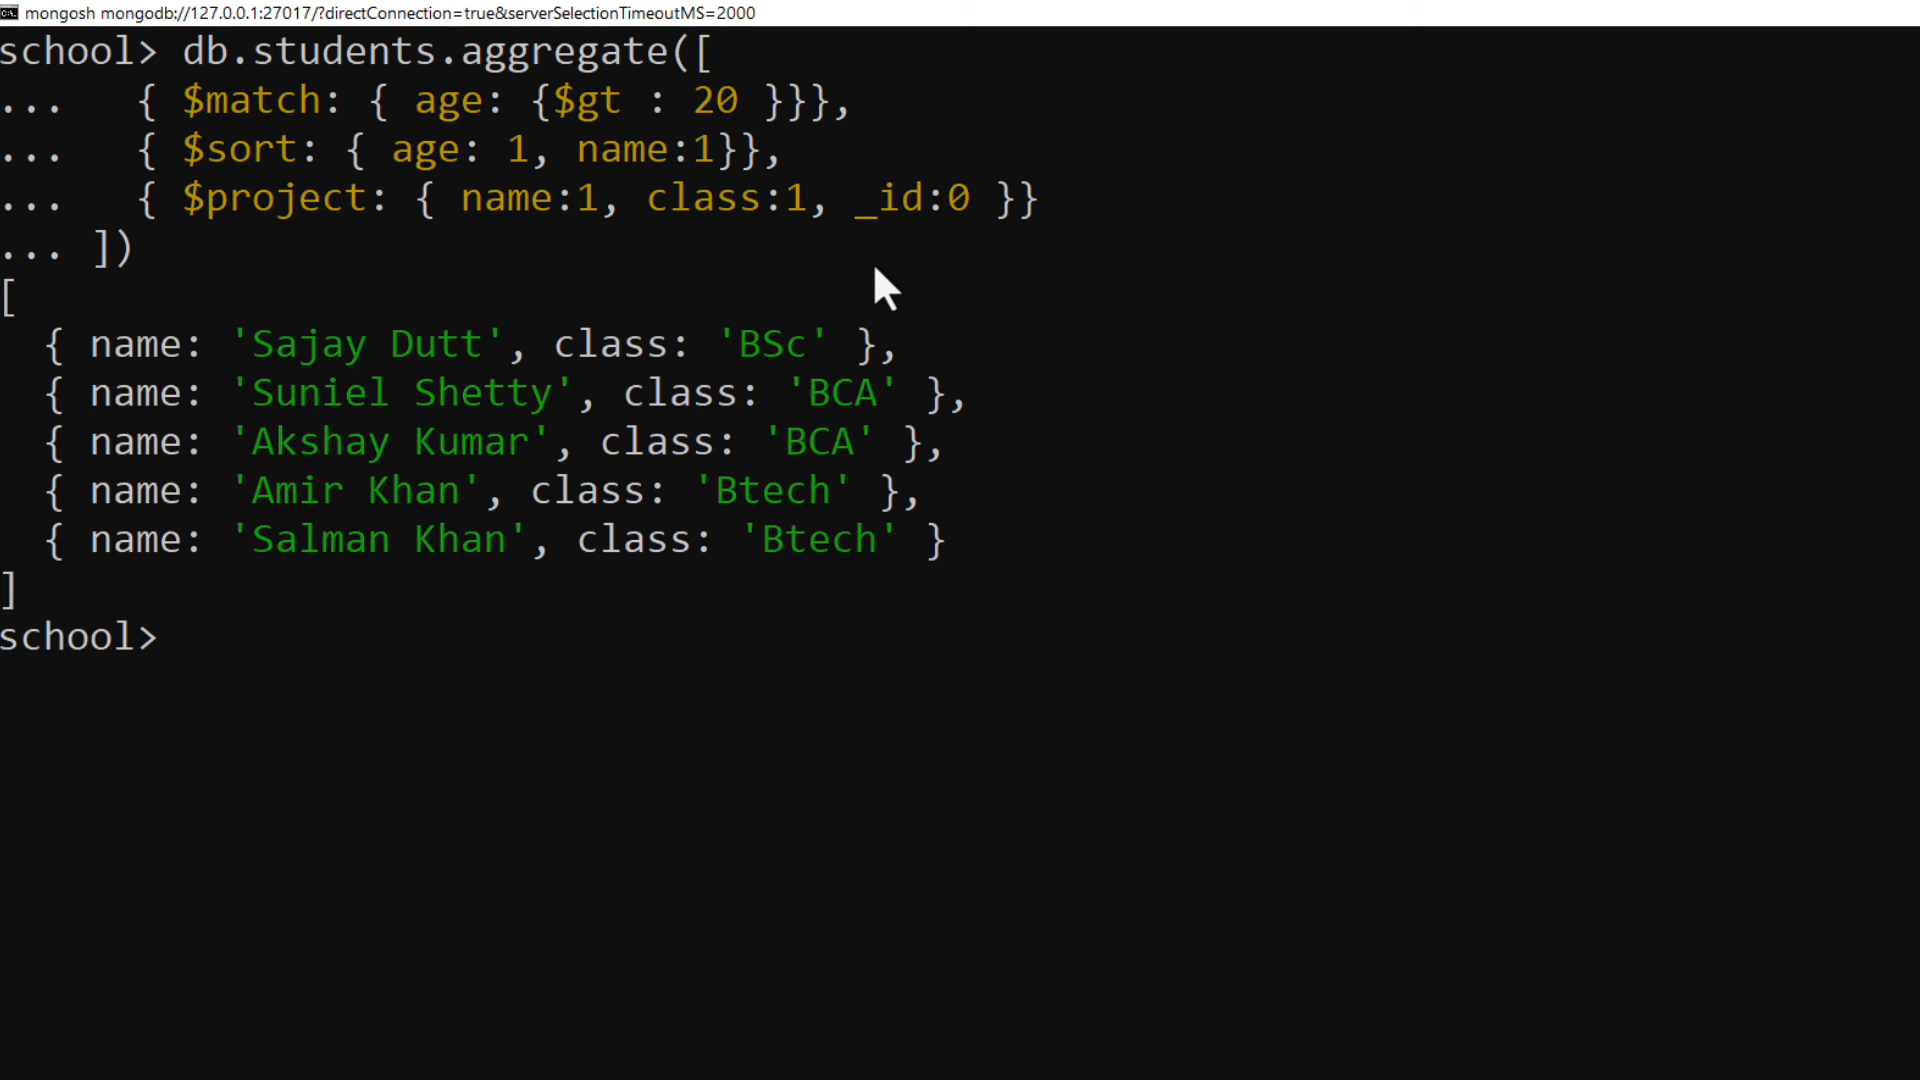 mongosh mongodb://127.0.0.1:27017/?directConnection=true&serverSelectionTimeoutMS=2000
school> db.students.aggregate([
...   { $match: { age: {$gt : 20 }}},
...   { $sort: { age: 1, name:1}},
...   { $project: { name:1, class:1, _id:0 }}
... ])
[
  { name: 'Sajay Dutt', class: 'BSc' },
  { name: 'Suniel Shetty', class: 'BCA' },
  { name: 'Akshay Kumar', class: 'BCA' },
  { name: 'Amir Khan', class: 'Btech' },
  { name: 'Salman Khan', class: 'Btech' }
]
school>